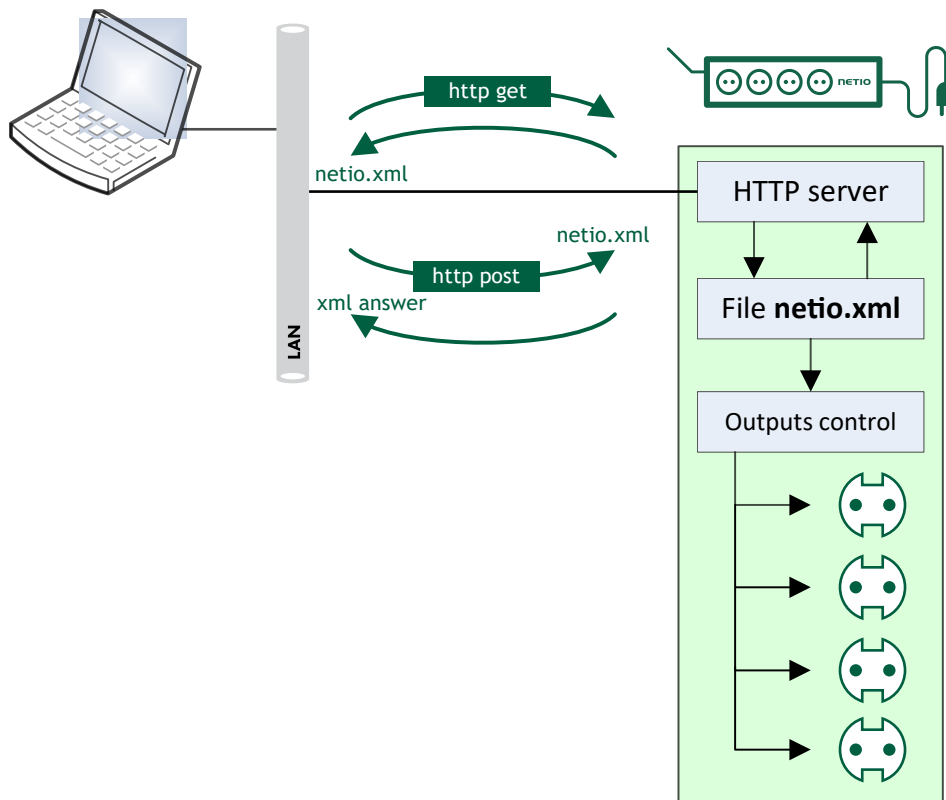 http get
NETIO
netio.xml
HTTP server
netio.xml
http post
xml answer
File netio.xml
LAN
Outputs control